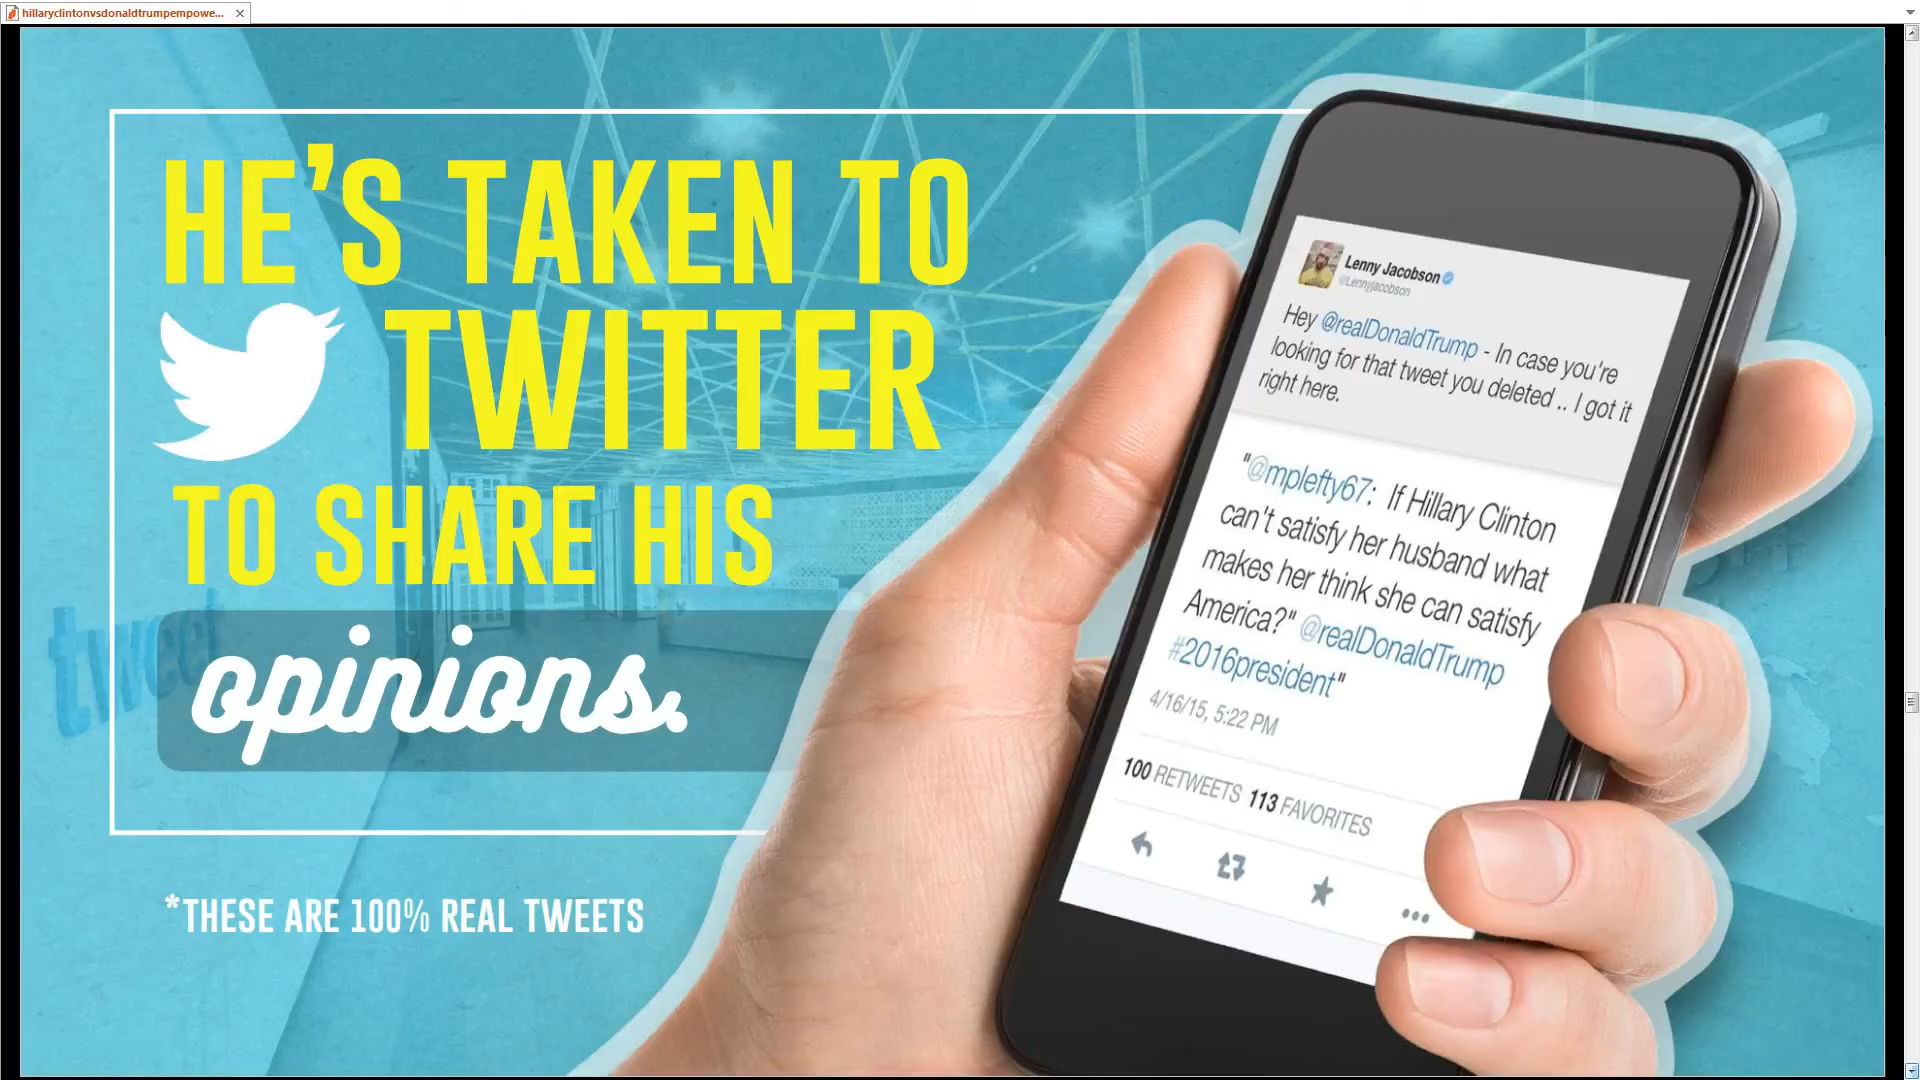 hillaryclintonvsdonaldtrumpempowe...
HE'S TAKEN TO
TWITTER
TO SHARE HIS
opinions.
*THESE ARE 100% REAL TWEETS
tweet
Lenny Jacobson
@Lennyjacobson
Hey @realDonaldTrump - In case you're
looking for that tweet you deleted .. I got it
right here.
"@mplefty67: If Hillary Clinton
can't satisfy her husband what
makes her think she can satisfy
America?" @realDonaldTrump
#2016president"
4/16/15, 5:22 PM
100 RETWEETS 113 FAVORITES